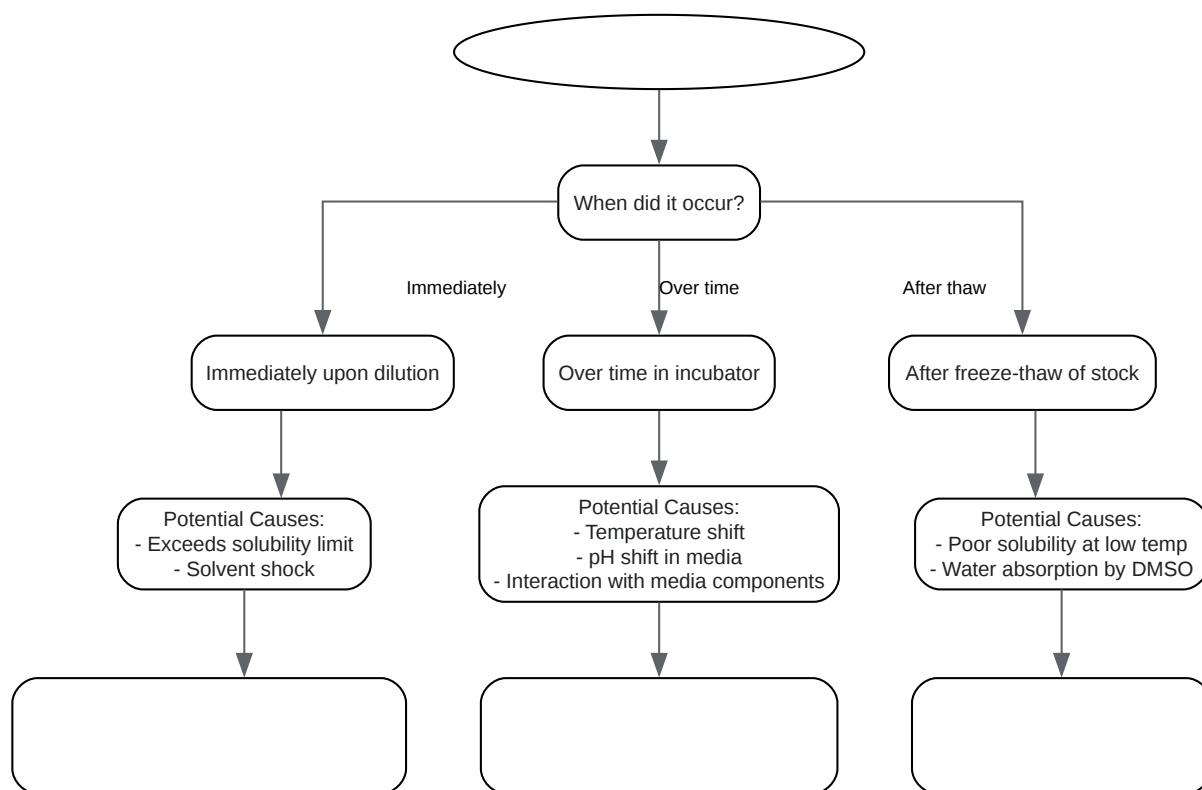 When did it occur?
Immediately
Over time
After thaw
Immediately upon dilution
Over time in incubator
After freeze-thaw of stock
Potential Causes:
- Exceeds solubility limit
- Solvent shock
Potential Causes:
- Temperature shift
- pH shift in media
- Interaction with media components
Potential Causes:
- Poor solubility at low temp
- Water absorption by DMSO